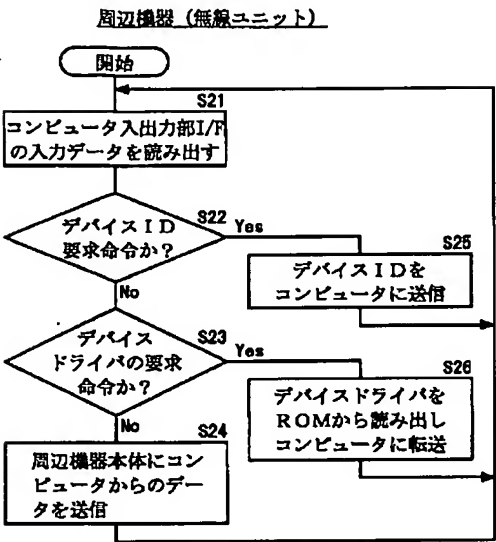 周辺機器（無線ユニット）
開始
S21
コンピュータ入出力部I/F
の入力データを読み出す
S22
デバイスＩＤ
要求命令か？
Yes
No
S25
デバイスＩＤを
コンピュータに送信
S23
デバイス
ドライバの要求
命令か？
Yes
No
S26
デバイスドライバを
ＲＯＭから読み出し
コンピュータに転送
S24
周辺機器本体にコン
ピュータからのデー
タを送信